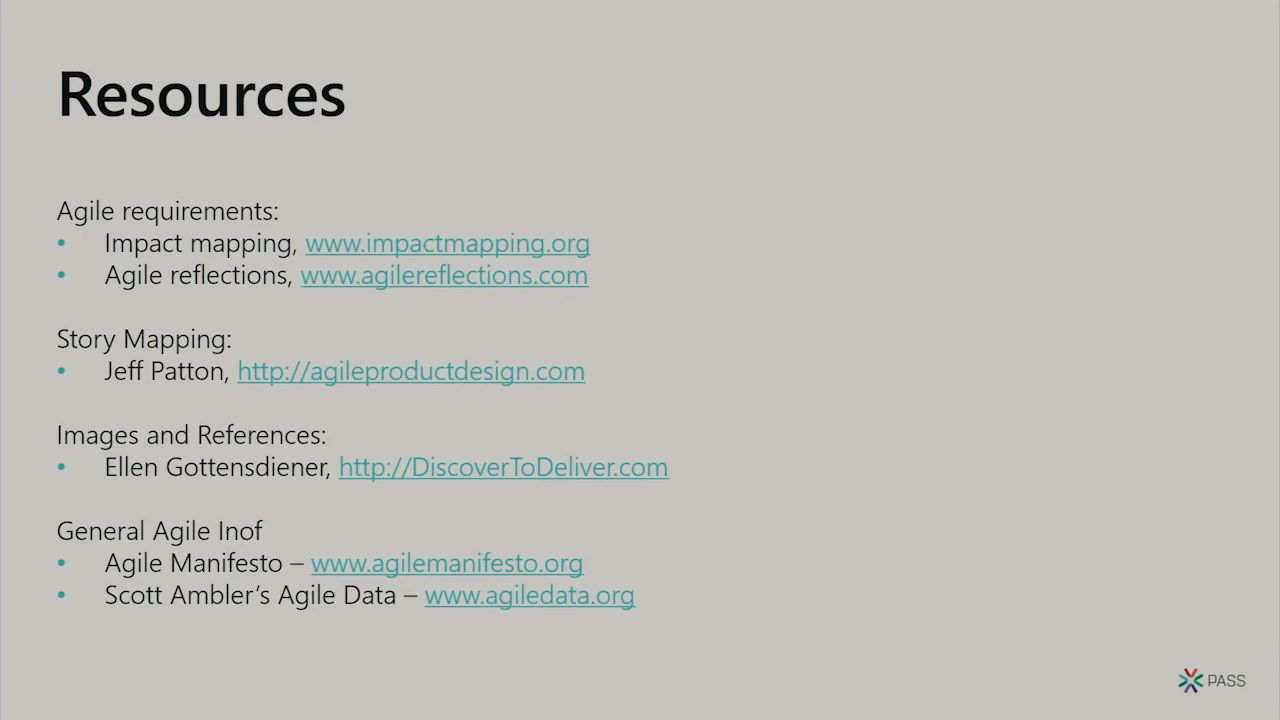 Resources
Agile requirements:
• Impact mapping, www.impactmapping.org
• Agile reflections, www.agilereflections.com
Story Mapping:
• Jeff Patton, http://agileproductdesign.com
Images and References:
• Ellen Gottensdiener, http://DiscoverToDeliver.com
General Agile Inof
• Agile Manifesto – www.agilemanifesto.org
• Scott Ambler’s Agile Data – www.agiledata.org
PASS